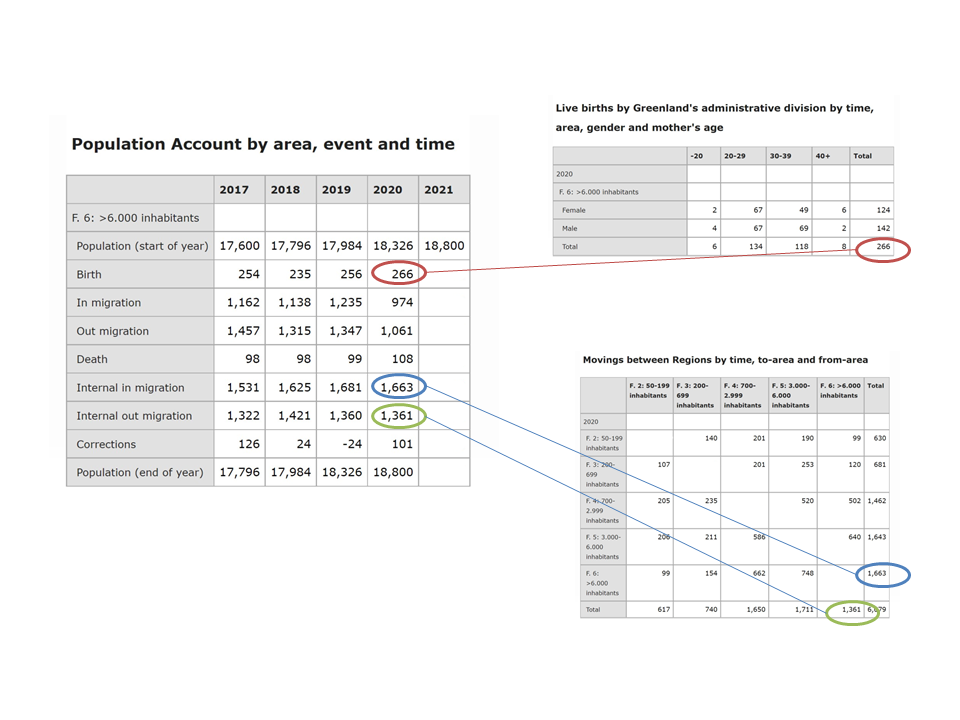 Population Account by area, event and time
2017 2018 2019 2020 2021
F. 6: >6.000 inhabitants
Population (start of year) 17,600 17,796 17,984 18,326 18,800
Birth 254 235 256 266
In migration 1,162 1,138 1,235 974
Out migration 1,457 1,315 1,347 1,061
Death 98 98 99 108
Internal in migration 1,531 1,625 1,681 1,663
Internal out migration 1,322 1,421 1,360 1,361
Corrections 126 24 -24 101
Population (end of year) 17,796 17,984 18,326 18,800
Live births by Greenland's administrative division by time,
area, gender and mother's age
-20 20-29 30-39 40+ Total
2020
F. 6: >6.000 inhabitants
Female 2 67 49 6 124
Male 4 67 69 2 142
Total 6 134 118 8 266
Movings between Regions by time, to-area and from-area
F. 2: 50-199 F. 3: 200- F. 4: 700- F. 5: 3.000- F. 6: >6.000 Total
inhabitants 699 2.999 6.000 inhabitants
inhabitants inhabitants inhabitants
2020
F. 2: 50-199 140 201 190 99 630
inhabitants
F. 3: 200- 107 201 253 120 681
699
inhabitants
F. 4: 700- 205 235 520 502 1,462
2.999
inhabitants
F. 5: 3.000- 206 211 586 640 1,643
6.000
inhabitants
F. 6: 99 154 662 748 1,663
>6.000
inhabitants
Total 617 740 1,650 1,711 1,361 6,079